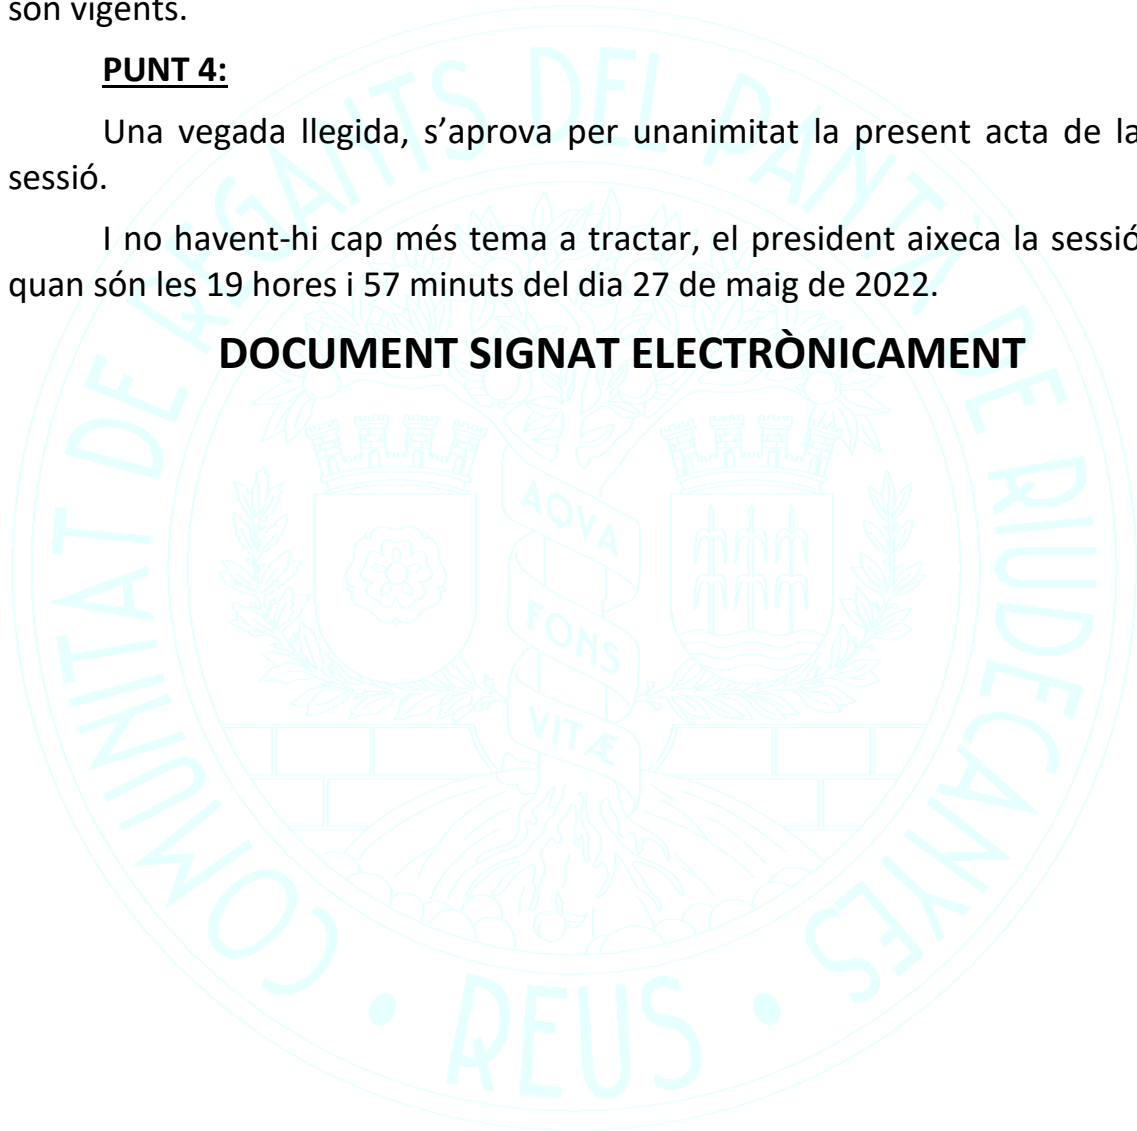 són vigents.
PUNT 4:
Una vegada llegida, s’aprova per unanimitat la present acta de la
sessió.
I no havent-hi cap més tema a tractar, el president aixeca la sessió
quan són les 19 hores i 57 minuts del dia 27 de maig de 2022.
DOCUMENT SIGNAT ELECTRÒNICAMENT
COMUNITAT DE REGANTS DEL PANTÀ DE RIUDECANYES
AQVA
FONS
VITÆ
• REUS •